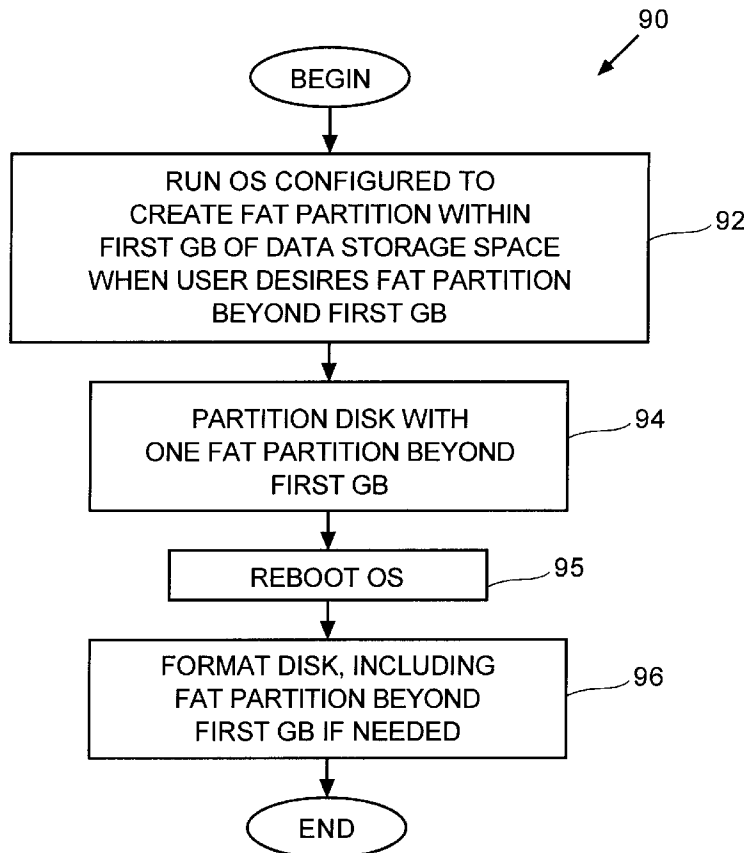 90
BEGIN
RUN OS CONFIGURED TO
CREATE FAT PARTITION WITHIN
FIRST GB OF DATA STORAGE SPACE
WHEN USER DESIRES FAT PARTITION
BEYOND FIRST GB
92
PARTITION DISK WITH
ONE FAT PARTITION BEYOND
FIRST GB
94
REBOOT OS
95
FORMAT DISK, INCLUDING
FAT PARTITION BEYOND
FIRST GB IF NEEDED
96
END